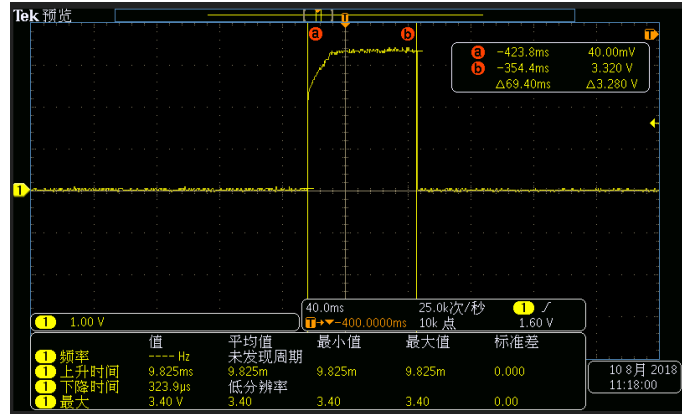 Tek 预览
T
a b T
a -423.8ms 40.00mV
b -354.4ms 3.320 V
△69.40ms △3.280 V
1
1 1.00 V
40.0ms 25.0k次/秒 1
T→▼-400.0000ms 10k 点 1.60 V
值 平均值 最小值 最大值 标准差
1 频率 ---- Hz 未发现周期
1 上升时间 9.825ms 9.825m 9.825m 9.825m 0.000
1 下降时间 323.9µs 低分辨率
1 最大 3.40 V 3.40 3.40 3.40 0.00
10 8月 2018
11:18:00